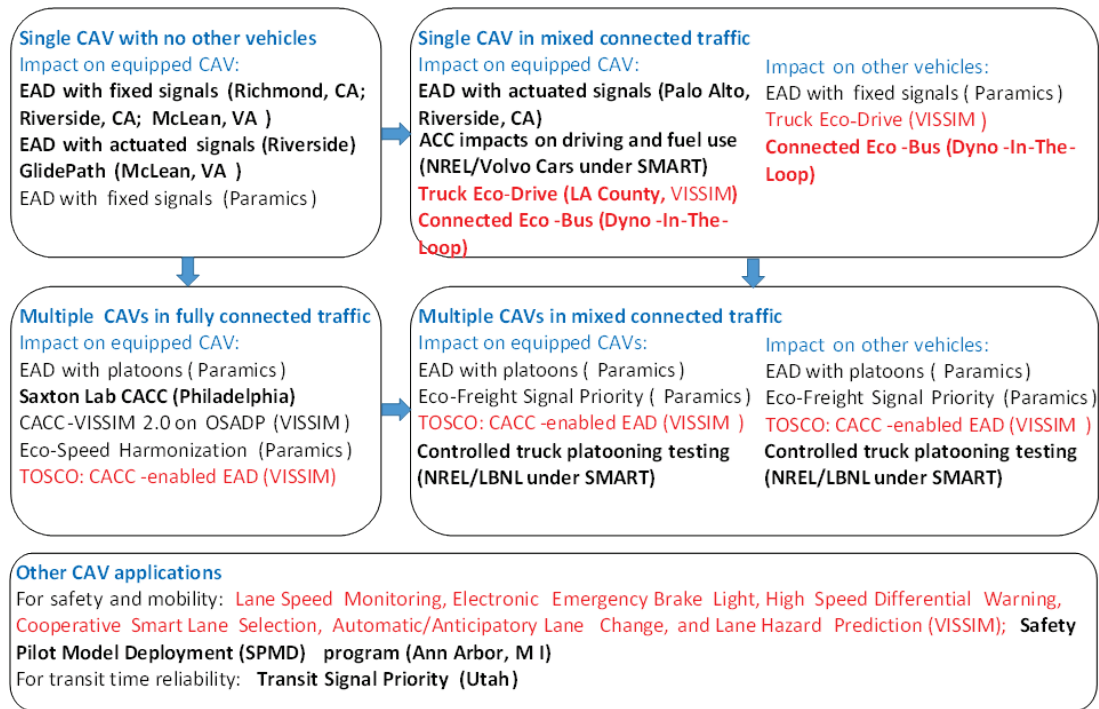 Single CAV with no other vehicles
Impact on equipped CAV:
EAD with fixed signals (Richmond, CA;
Riverside, CA; McLean, VA )
EAD with actuated signals (Riverside)
GlidePath (McLean, VA )
EAD with fixed signals (Paramics)
Single CAV in mixed connected traffic
Impact on equipped CAV:
EAD with actuated signals (Palo Alto,
Riverside, CA)
ACC impacts on driving and fuel use
(NREL/Volvo Cars under SMART)
Truck Eco-Drive (LA County, VISSIM)
Connected Eco -Bus (Dyno -In-The-
Loop)
Impact on other vehicles:
EAD with fixed signals ( Paramics)
Truck Eco-Drive (VISSIM )
Connected Eco -Bus (Dyno -In-The-
Loop)
Multiple CAVs in fully connected traffic
Impact on equipped CAV:
EAD with platoons (Paramics)
Saxton Lab CACC (Philadelphia)
CACC-VISSIM 2.0 on OSADP (VISSIM)
Eco-Speed Harmonization (Paramics)
TOSCO: CACC -enabled EAD (VISSIM)
Multiple CAVs in mixed connected traffic
Impact on equipped CAVs:
EAD with platoons ( Paramics)
Eco-Freight Signal Priority ( Paramics)
TOSCO: CACC -enabled EAD (VISSIM )
Controlled truck platooning testing
(NREL/LBNL under SMART)
Impact on other vehicles:
EAD with platoons ( Paramics)
Eco-Freight Signal Priority (Paramics)
TOSCO: CACC -enabled EAD (VISSIM )
Controlled truck platooning testing
(NREL/LBNL under SMART)
Other CAV applications
For safety and mobility: Lane Speed Monitoring, Electronic Emergency Brake Light, High Speed Differential Warning,
Cooperative Smart Lane Selection, Automatic/Anticipatory Lane Change, and Lane Hazard Prediction (VISSIM); Safety
Pilot Model Deployment (SPMD) program (Ann Arbor, M I)
For transit time reliability: Transit Signal Priority (Utah)